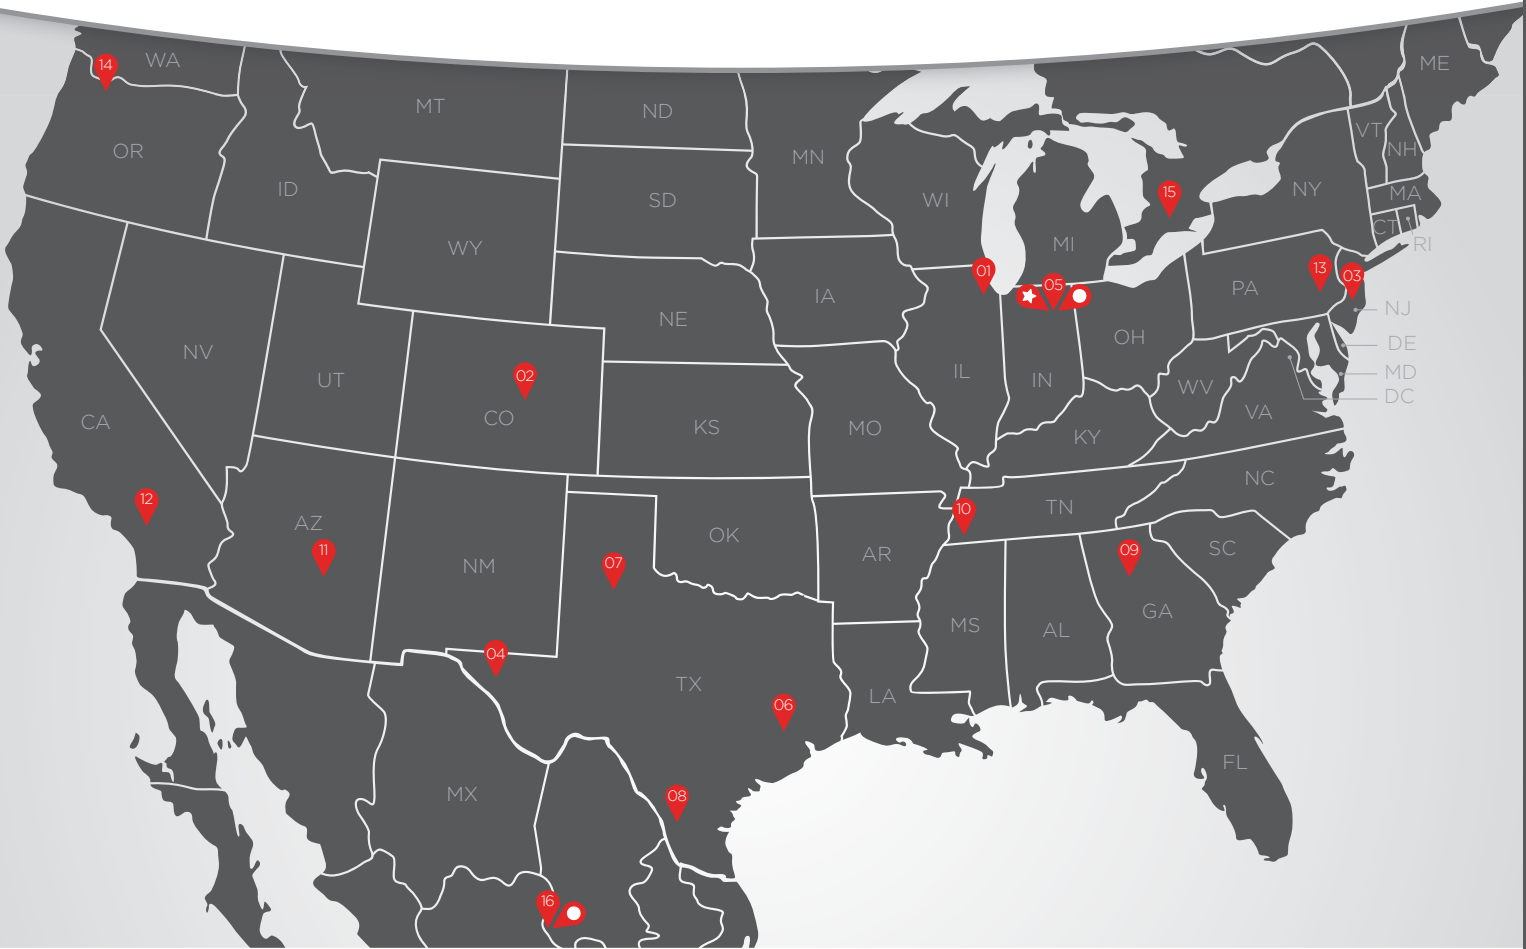 WA
14
ME
MT
ND
VT
OR
MN
NH
ID
SD
WI
15
NY
MA
CT
RI
WY
MI
01
13
03
05
PA
IA
NJ
NE
OH
DE
NV
UT
02
IL
IN
MD
WV
DC
CO
CA
KS
MO
KY
VA
12
NC
AZ
10
TN
11
NM
07
OK
AR
09
SC
MS
AL
GA
04
TX
LA
06
FL
MX
08
16